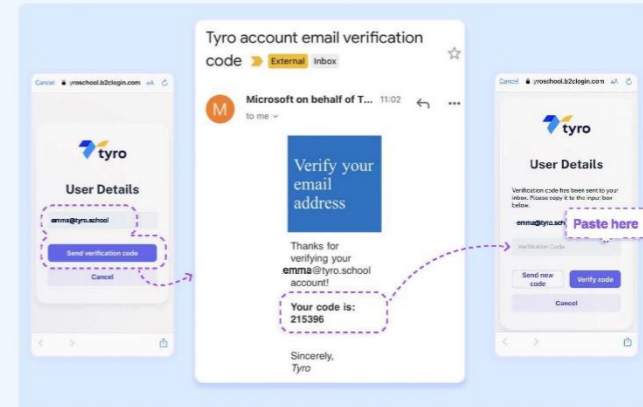 Cancel yroschool.b2clogin.com AA
tyro
User Details
emma@tyro.school
Send verification code
Cancel
Tyro account email verification
code External Inbox
M
Microsoft on behalf of T... 11:02
to me
Verify your
email
address
Thanks for
verifying your
emma@tyro.school
account!
Your code is:
215396
Sincerely,
Tyro
Cancel yroschool.b2clogin.com AA
tyro
User Details
Verification code has been sent to your
inbox. Please copy it to the input box
below.
emma@tyro.sch
Paste here
Verification Code
Send new
code
Verify code
Cancel